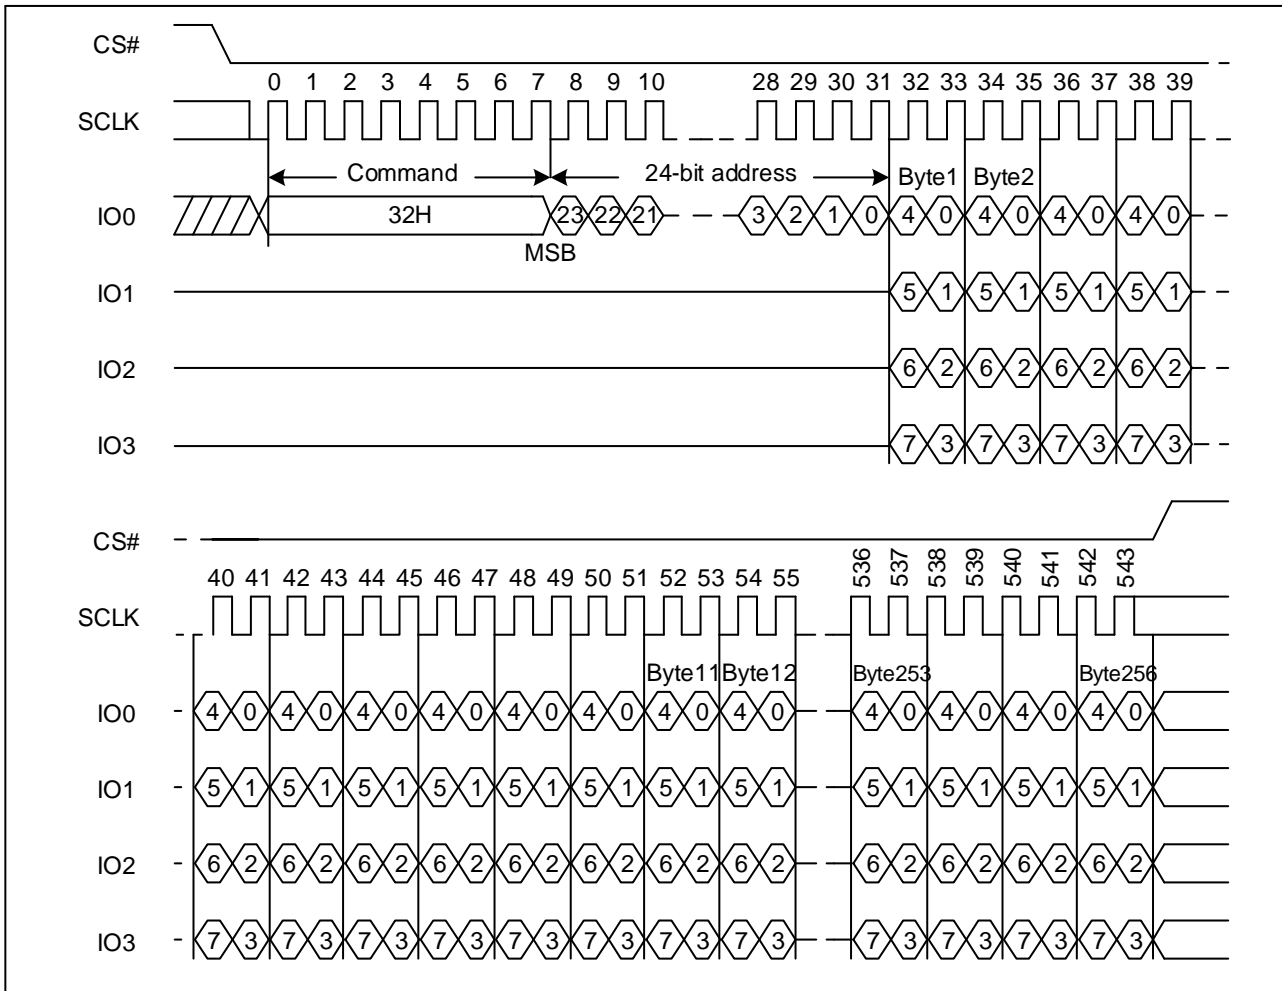 CS#
0 1 2 3 4 5 6 7 8 9 10 28 29 30 31 32 33 34 35 36 37 38 39
SCLK
Command 24-bit address Byte1 Byte2
IO0 32H 23 22 21 3 2 1 0 4 0 4 0 4 0 4 0
MSB
IO1 5 1 5 1 5 1 5 1
IO2 6 2 6 2 6 2 6 2
IO3 7 3 7 3 7 3 7 3
CS#
40 41 42 43 44 45 46 47 48 49 50 51 52 53 54 55 536 537 538 539 540 541 542 543
SCLK
Byte11 Byte12 Byte253 Byte256
IO0 4 0 4 0 4 0 4 0 4 0 4 0 4 0 4 0 4 0 4 0 4 0 4 0
IO1 5 1 5 1 5 1 5 1 5 1 5 1 5 1 5 1 5 1 5 1 5 1 5 1
IO2 6 2 6 2 6 2 6 2 6 2 6 2 6 2 6 2 6 2 6 2 6 2 6 2
IO3 7 3 7 3 7 3 7 3 7 3 7 3 7 3 7 3 7 3 7 3 7 3 7 3